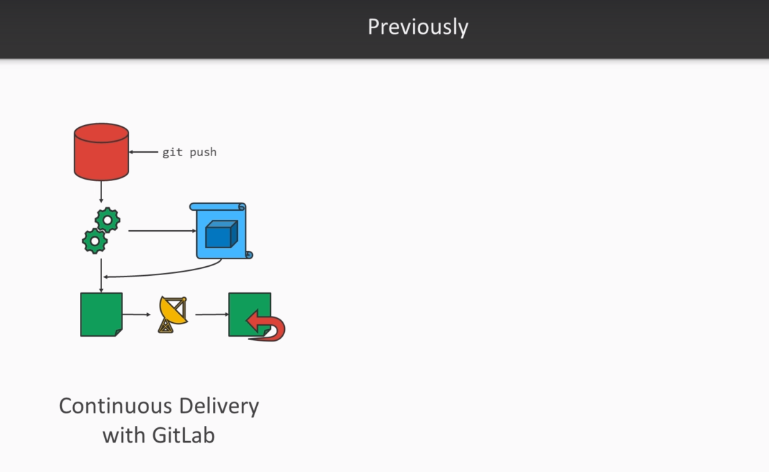 Previously
git push
Continuous Delivery
with GitLab